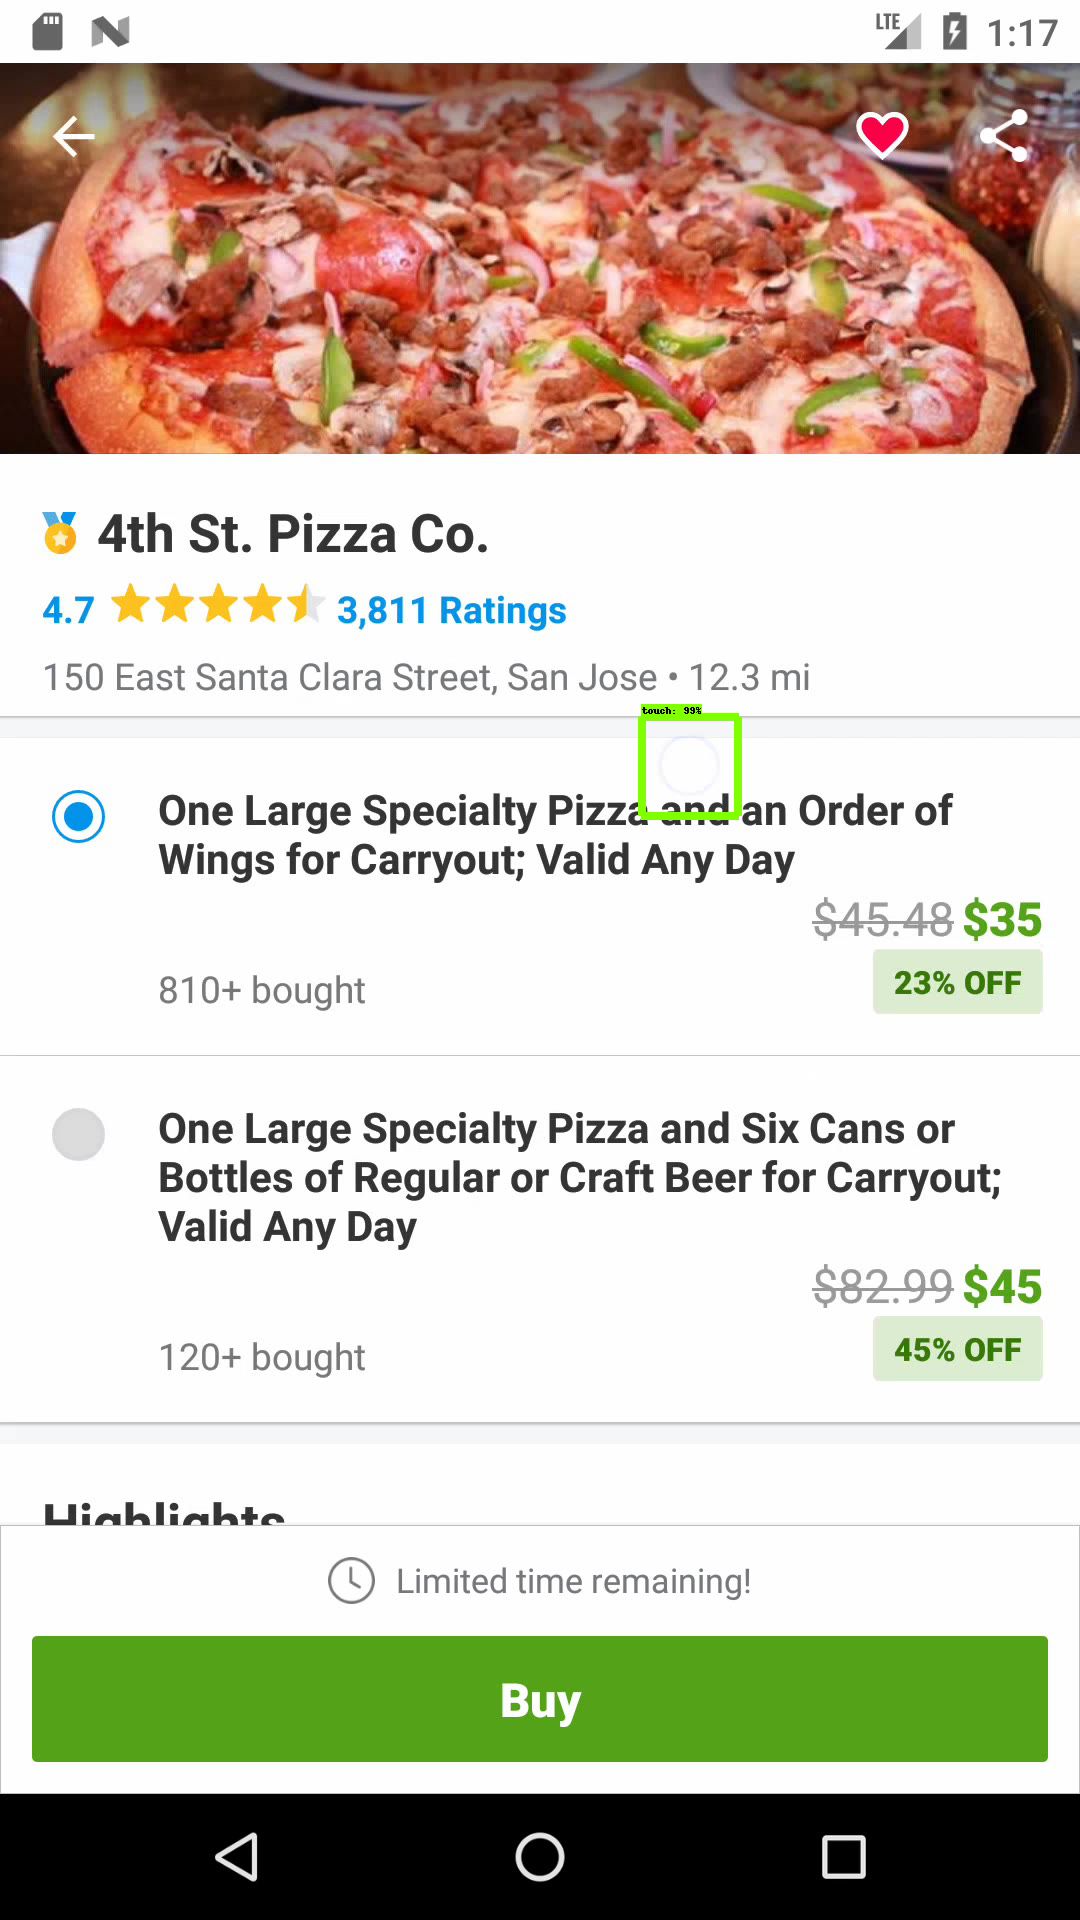 LTE 1:17
4th St. Pizza Co.
4.7 3,811 Ratings
150 East Santa Clara Street, San Jose • 12.3 mi
touch: 99%
One Large Specialty Pizza and an Order of
Wings for Carryout; Valid Any Day
$45.48 $35
810+ bought
23% OFF
One Large Specialty Pizza and Six Cans or
Bottles of Regular or Craft Beer for Carryout;
Valid Any Day
$82.99 $45
120+ bought
45% OFF
Highlights
Limited time remaining!
Buy